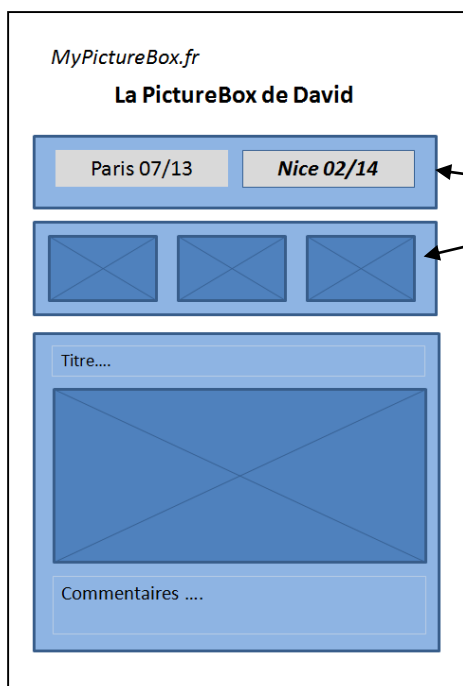 MyPictureBox.fr
La PictureBox de David
Paris 07/13 Nice 02/14
Titre....
Commentaires ....